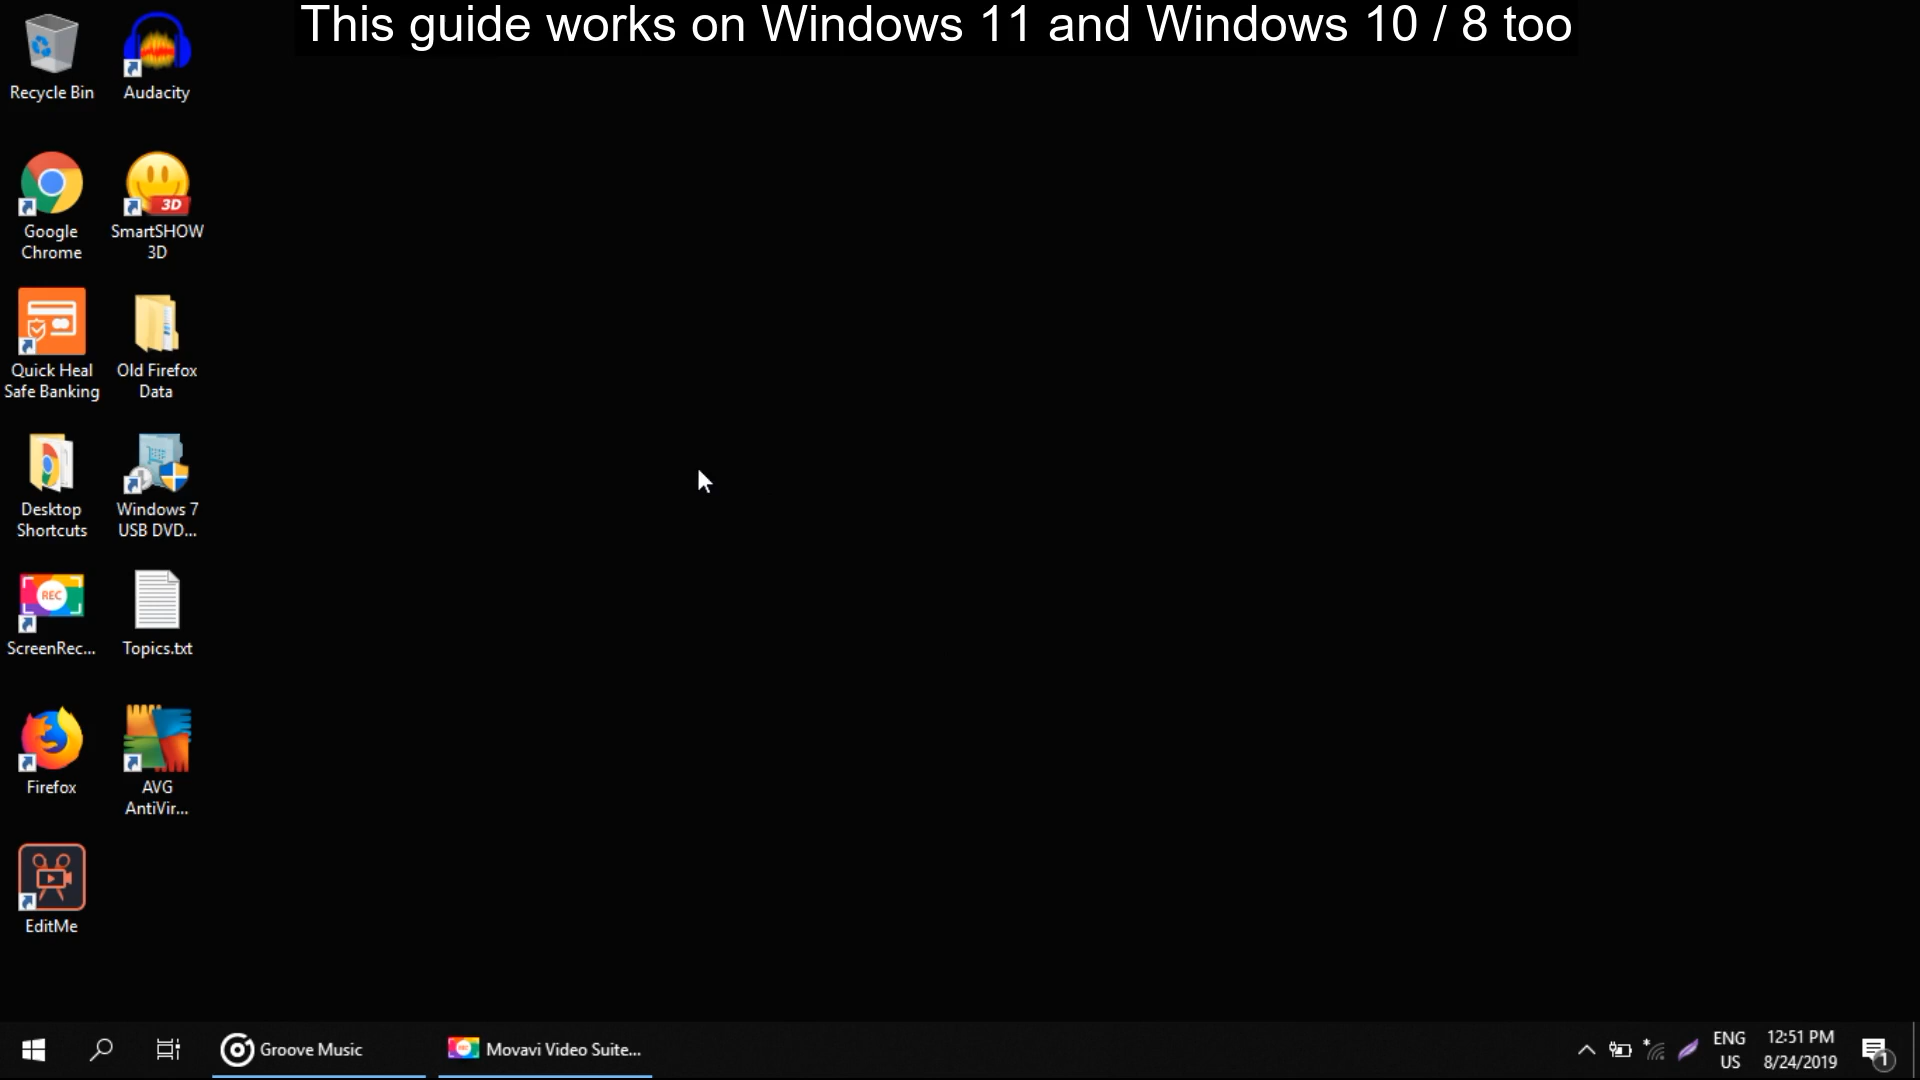 This guide works on Windows 11 and Windows 10 / 8 too
Recycle Bin
Audacity
Google
Chrome
3D
SmartSHOW
3D
Quick Heal
Safe Banking
Old Firefox
Data
Desktop
Shortcuts
Windows 7
USB DVD...
REC
ScreenRec...
Topics.txt
Firefox
AVG
AntiVir...
EditMe
Groove Music
Movavi Video Suite...
ENG
US
12:51 PM
8/24/2019
1